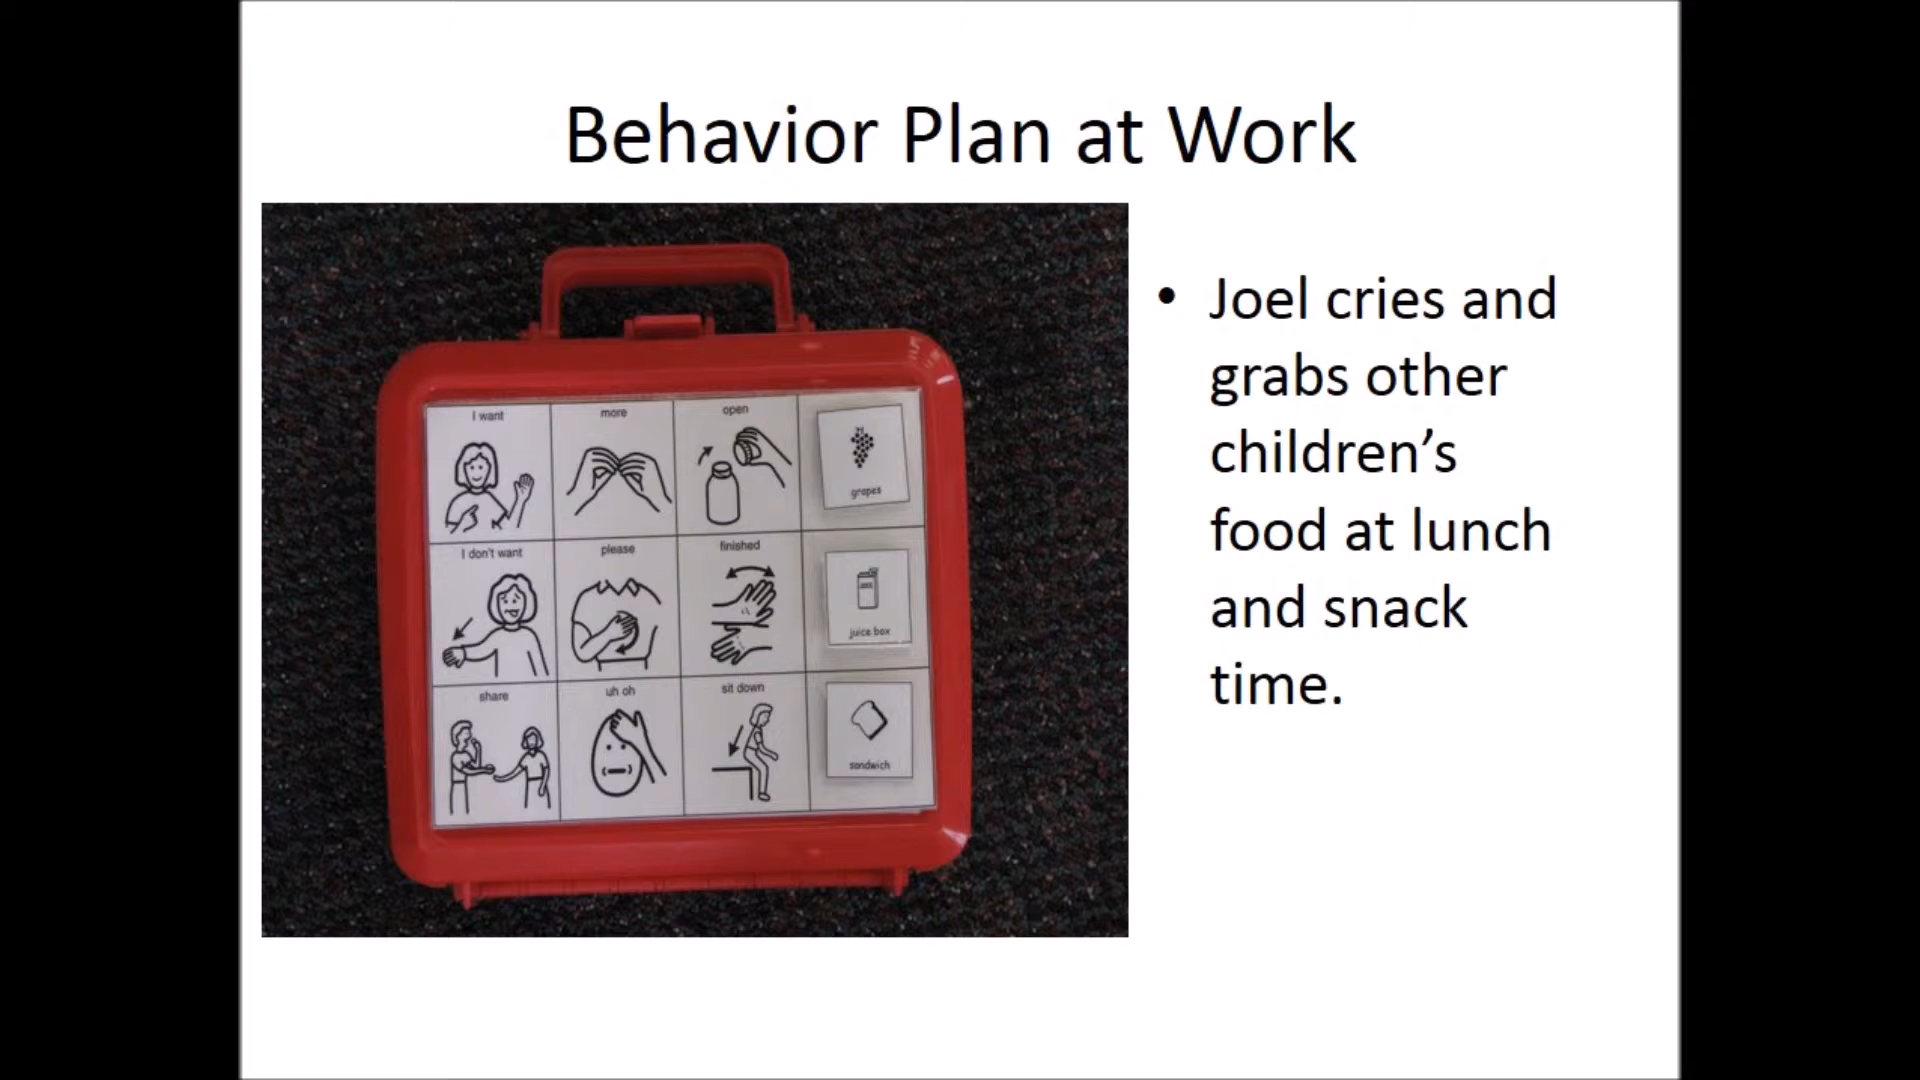 Behavior Plan at Work
I want
more
open
grapes
I don't want
please
finished
juice box
share
uh oh
sit down
sandwich
• Joel cries and
grabs other
children’s
food at lunch
and snack
time.